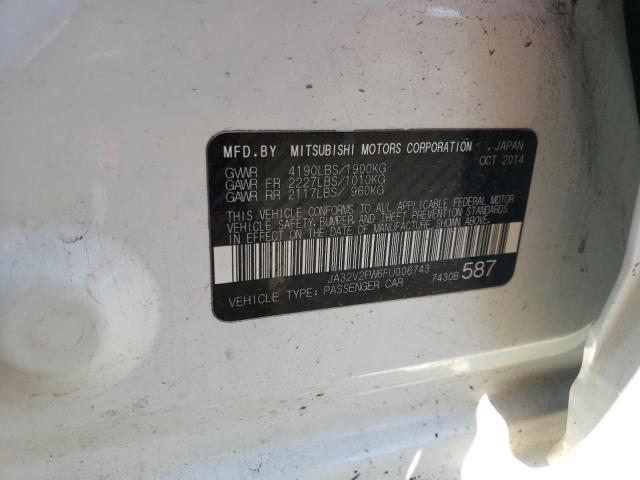 MFD.BY MITSUBISHI MOTORS CORPORATION JAPAN
GVWR 4190LBS/1900KG OCT 2014
GAWR FR 2227LBS/1010KG
GAWR RR 2117LBS/ 960KG
THIS VEHICLE CONFORMS TO ALL APPLICABLE FEDERAL MOTOR
VEHICLE SAFETY, BUMPER AND THEFT PREVENTION STANDARDS
IN EFFECT ON THE DATE OF MANUFACTURE SHOWN ABOVE.
JA32V2FW6FU006743
VEHICLE TYPE: PASSENGER CAR 7430B 587